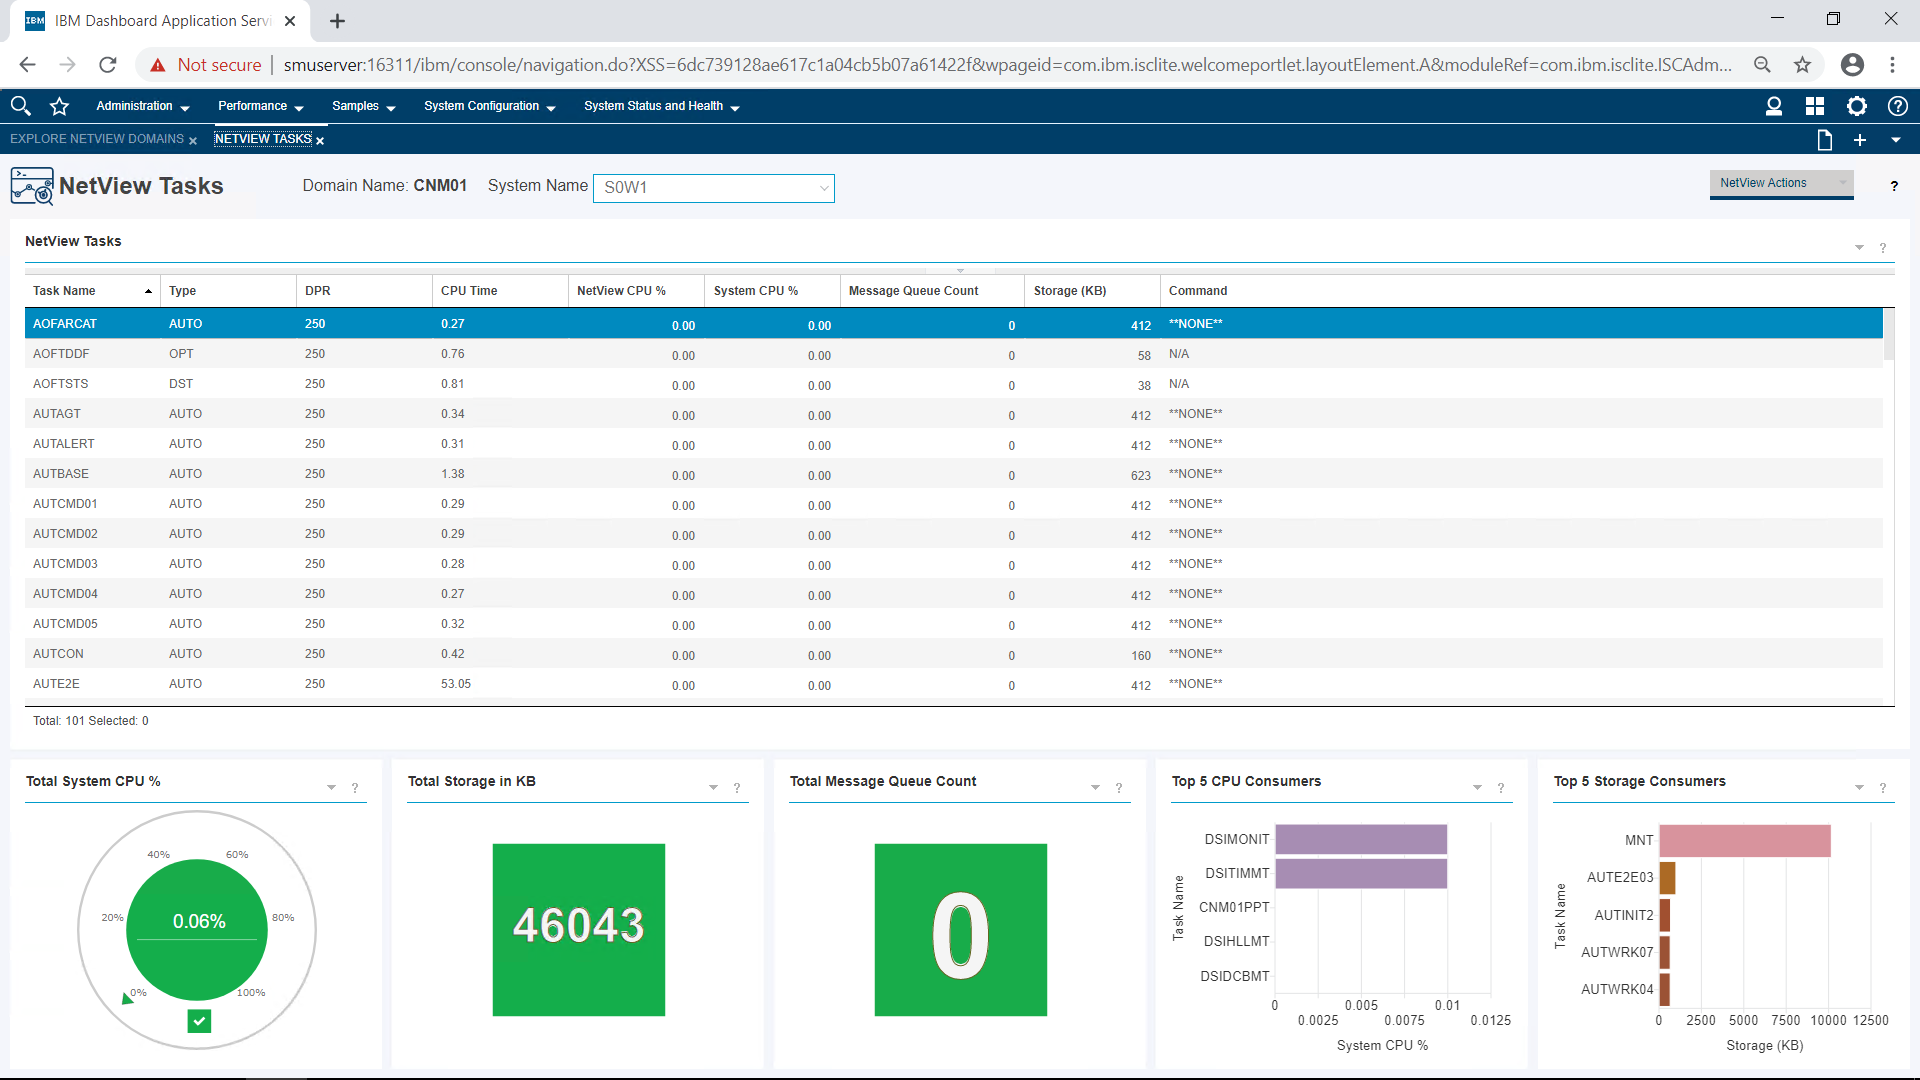 IBM IBM Dashboard Application Servi
Not secure smuserver:16311/ibm/console/navigation.do?XSS=6dc739128ae617c1a04cb5b07a61422f&wpageid=com.ibm.isclite.welcomeportlet.layoutElement.A&moduleRef=com.ibm.isclite.ISCAdm...
Administration Performance Samples System Configuration System Status and Health
EXPLORE NETVIEW DOMAINS NETVIEW TASKS
NetView Tasks Domain Name: CNM01 System Name S0W1 NetView Actions ?
NetView Tasks ?
Task Name Type DPR CPU Time NetView CPU % System CPU % Message Queue Count Storage (KB) Command
AOFARCAT AUTO 250 0.27 0.00 0.00 0 412 **NONE**
AOFTDDF OPT 250 0.76 0.00 0.00 0 58 N/A
AOFTSTS DST 250 0.81 0.00 0.00 0 38 N/A
AUTAGT AUTO 250 0.34 0.00 0.00 0 412 **NONE**
AUTALERT AUTO 250 0.31 0.00 0.00 0 412 **NONE**
AUTBASE AUTO 250 1.38 0.00 0.00 0 623 **NONE**
AUTCMD01 AUTO 250 0.29 0.00 0.00 0 412 **NONE**
AUTCMD02 AUTO 250 0.29 0.00 0.00 0 412 **NONE**
AUTCMD03 AUTO 250 0.28 0.00 0.00 0 412 **NONE**
AUTCMD04 AUTO 250 0.27 0.00 0.00 0 412 **NONE**
AUTCMD05 AUTO 250 0.32 0.00 0.00 0 412 **NONE**
AUTCON AUTO 250 0.42 0.00 0.00 0 160 **NONE**
AUTE2E AUTO 250 53.05 0.00 0.00 0 412 **NONE**
Total: 101 Selected: 0
Total System CPU % ?
40% 60%
20% 80%
0.06%
0% 100%
Total Storage in KB ?
46043
Total Message Queue Count ?
0
Top 5 CPU Consumers ?
Task Name
DSIMONIT
DSITIMMT
CNM01PPT
DSIHLLMT
DSIDCBMT
0 0.005 0.01
0.0025 0.0075 0.0125
System CPU %
Top 5 Storage Consumers ?
Task Name
MNT
AUTE2E03
AUTINIT2
AUTWRK07
AUTWRK04
0 2500 5000 7500 10000 12500
Storage (KB)